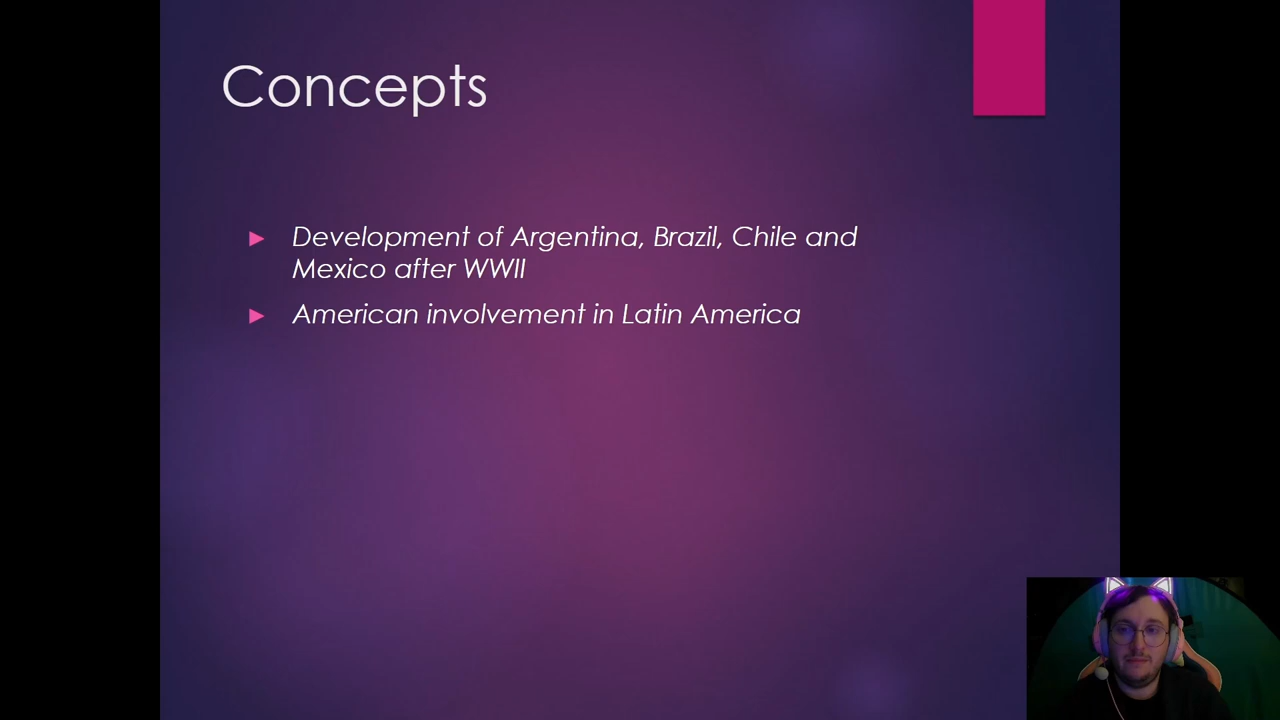 Concepts
Development of Argentina, Brazil, Chile and
Mexico after WWII
American involvement in Latin America